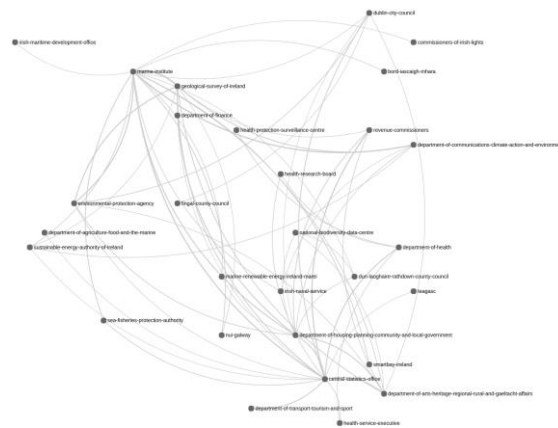 dublin-city-council
irish-maritime-development-office
commissioners-of-irish-lights
marine-institute
bord-iascaigh-mhara
geological-survey-of-ireland
department-of-finance
health-protection-surveillance-centre
revenue-commissioners
department-of-communications-climate-action-and-environme
health-research-board
environmental-protection-agency
fingal-county-council
department-of-agriculture-food-and-the-marine
national-biodiversity-data-centre
sustainable-energy-authority-of-ireland
department-of-health
marine-renewable-energy-ireland-marei
dun-laoghaire-rathdown-county-council
irish-naval-service
teagasc
sea-fisheries-protection-authority
nui-galway
department-of-housing-planning-community-and-local-government
smartbay-ireland
central-statistics-office
department-of-arts-heritage-regional-rural-and-gaeltacht-affairs
department-of-transport-tourism-and-sport
health-service-executive